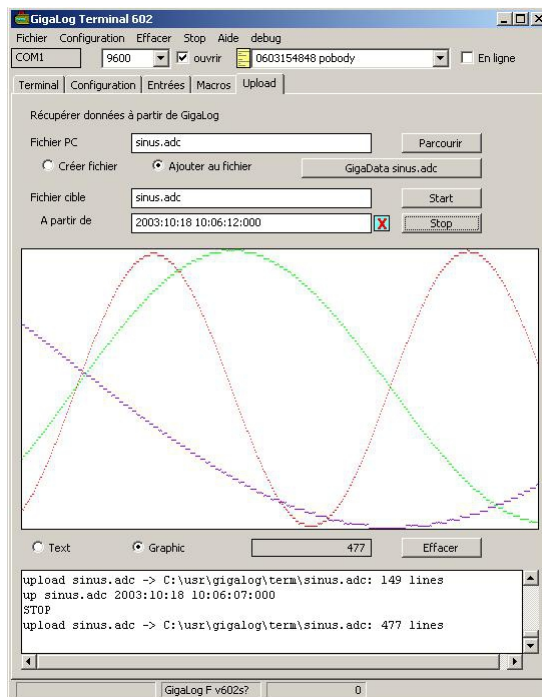 GigaLog Terminal 602
Fichier Configuration Effacer Stop Aide debug
COM1 9600 ouvrir 0603154848 pobody En ligne
Terminal Configuration Entrées Macros Upload
Récupérer données à partir de GigaLog
Fichier PC sinus.adc Parcourir
Créer fichier Ajouter au fichier GigaData sinus.adc
Fichier cible sinus.adc Start
A partir de 2003:10:18 10:06:12:000 X Stop
Text Graphic 477 Effacer
upload sinus.adc -> C:\usr\gigalog\term\sinus.adc: 149 lines
up sinus.adc 2003:10:18 10:06:07:000
STOP
upload sinus.adc -> C:\usr\gigalog\term\sinus.adc: 477 lines
GigaLog F v602s? 0